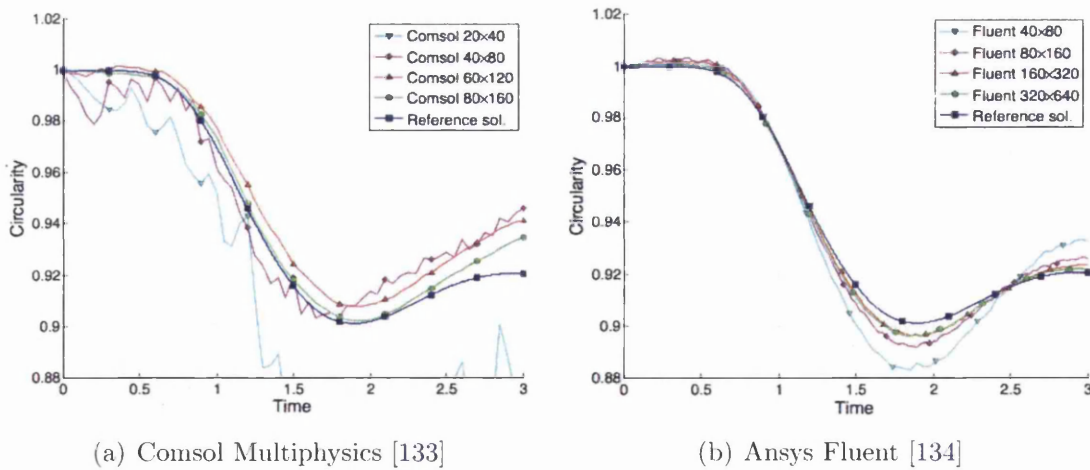 1.02
1
0.98
0.96
0.94
0.92
0.9
0.88
Circularity
0
0.5
1
1.5
2
2.5
3
Time
Comsol 20×40
Comsol 40×80
Comsol 60×120
Comsol 80×160
Reference sol.
(a) Comsol Multiphysics [133]
1.02
1
0.98
0.96
0.94
0.92
0.9
0.88
Circularity
0
0.5
1
1.5
2
2.5
3
Time
Fluent 40×80
Fluent 80×160
Fluent 160×320
Fluent 320×640
Reference sol.
(b) Ansys Fluent [134]